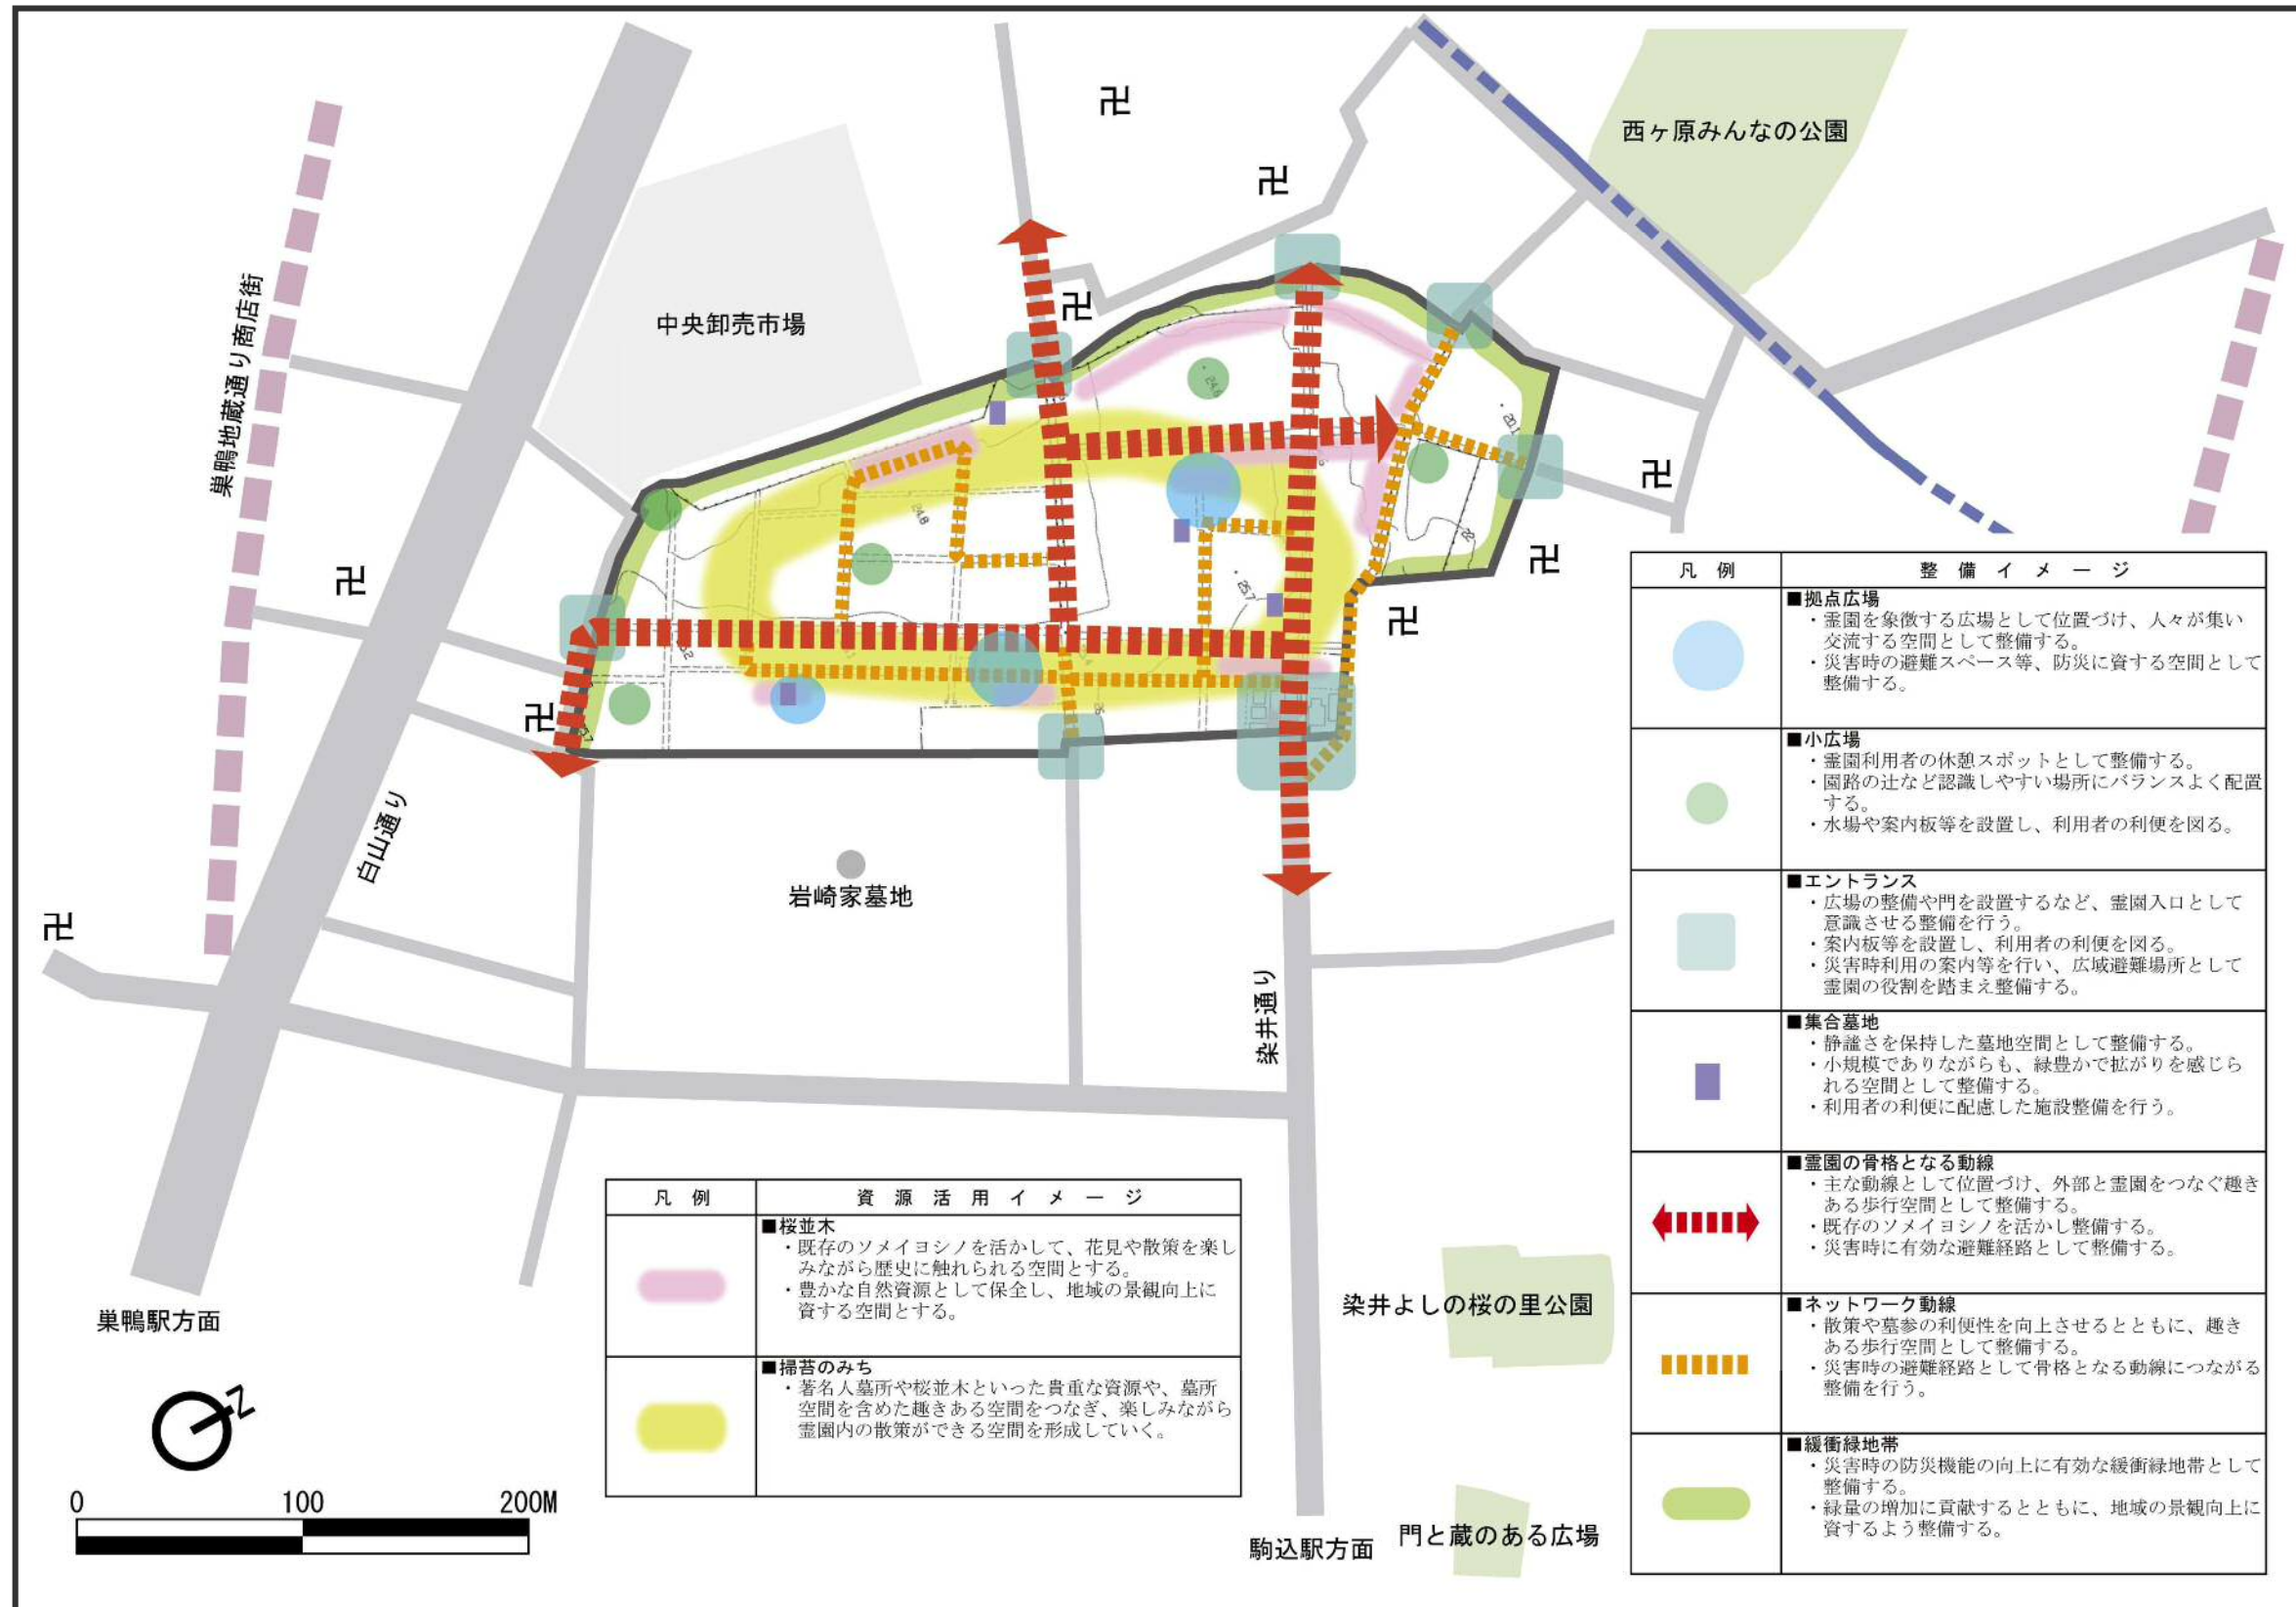 西ヶ原みんなの公園
中央卸売市場
巣鴨地蔵通り商店街
白山通り
岩崎家墓地
染井通り
巣鴨駅方面
駒込駅方面
染井よしの桜の里公園
門と蔵のある広場
卍
卍
卍
卍
卍
卍
卍
卍
卍
24.6
20.1
24.8
28
25.7
26
Z
0 100 200M
凡例 資源活用イメージ
■桜並木
・既存のソメイヨシノを活かして、花見や散策を楽し
みながら歴史に触れられる空間とする。
・豊かな自然資源として保全し、地域の景観向上に
資する空間とする。
■掃苔のみち
・著名人墓所や桜並木といった貴重な資源や、墓所
空間を含めた趣きある空間をつなぎ、楽しみながら
霊園内の散策ができる空間を形成していく。
凡例 整備イメージ
■拠点広場
・霊園を象徴する広場として位置づけ、人々が集い
交流する空間として整備する。
・災害時の避難スペース等、防災に資する空間として
整備する。
■小広場
・霊園利用者の休憩スポットとして整備する。
・園路の辻など認識しやすい場所にバランスよく配置
する。
・水場や案内板等を設置し、利用者の利便を図る。
■エントランス
・広場の整備や門を設置するなど、霊園入口として
意識させる整備を行う。
・案内板等を設置し、利用者の利便を図る。
・災害時利用の案内等を行い、広域避難場所として
霊園の役割を踏まえ整備する。
■集合墓地
・静謐さを保持した墓地空間として整備する。
・小規模でありながらも、緑豊かで拡がりを感じら
れる空間として整備する。
・利用者の利便に配慮した施設整備を行う。
■霊園の骨格となる動線
・主な動線として位置づけ、外部と霊園をつなぐ趣き
ある歩行空間として整備する。
・既存のソメイヨシノを活かし整備する。
・災害時に有効な避難経路として整備する。
■ネットワーク動線
・散策や墓参の利便性を向上させるとともに、趣き
ある歩行空間として整備する。
・災害時の避難経路として骨格となる動線につながる
整備を行う。
■緩衝緑地帯
・災害時の防災機能の向上に有効な緩衝緑地帯として
整備する。
・緑量の増加に貢献するとともに、地域の景観向上に
資するよう整備する。